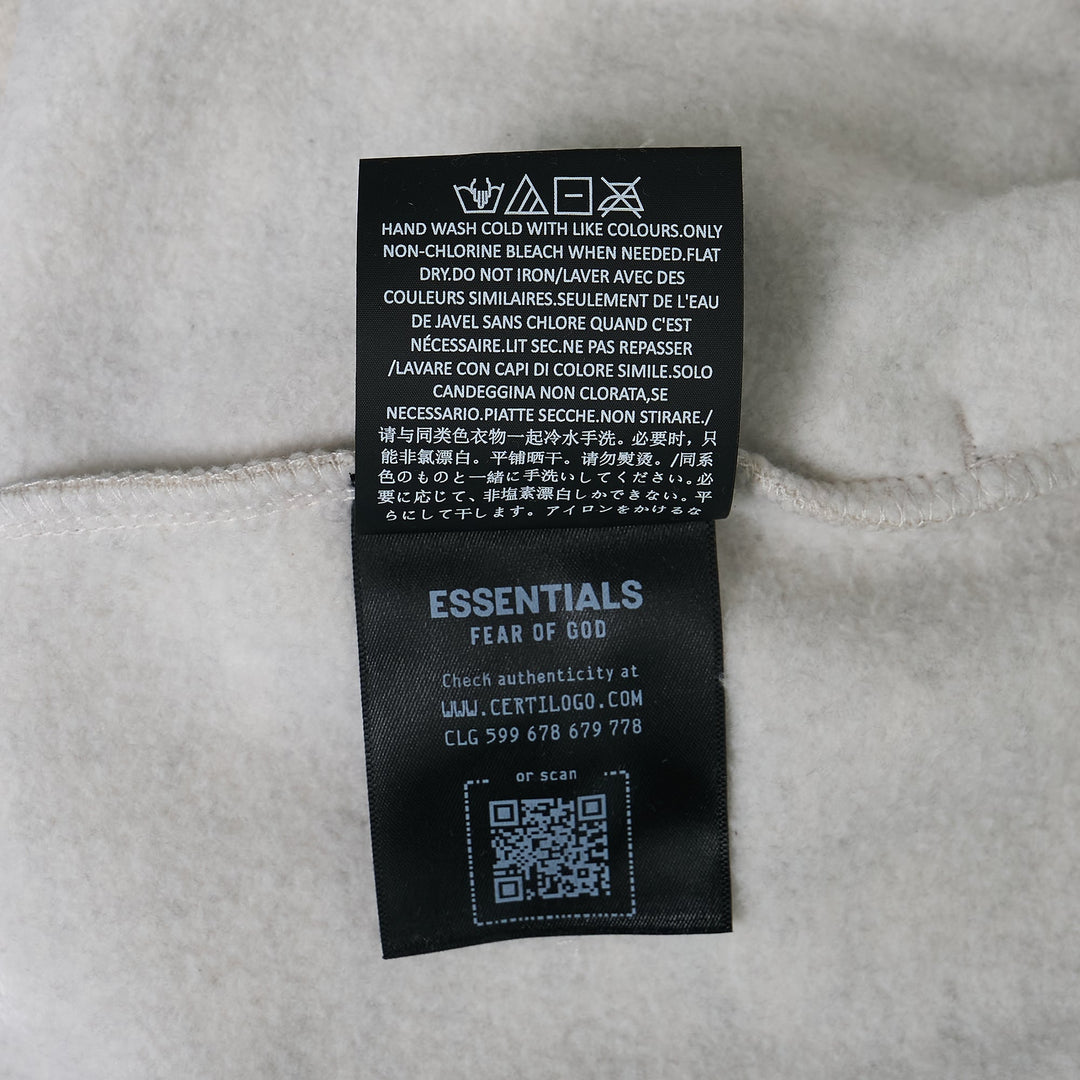 HAND WASH COLD WITH LIKE COLOURS.ONLY
NON-CHLORINE BLEACH WHEN NEEDED.FLAT
DRY.DO NOT IRON/LAVER AVEC DES
COULEURS SIMILAIRES.SEULEMENT DE L'EAU
DE JAVEL SANS CHLORE QUAND C'EST
NÉCESSAIRE.LIT SEC.NE PAS REPASSER
/LAVARE CON CAPI DI COLORE SIMILE.SOLO
CANDEGGINA NON CLORATA,SE
NECESSARIO.PIATTE SECCHE.NON STIRARE./
请与同类色衣物一起冷水手洗。必要时，只
能非氯漂白。平铺晒干。请勿熨烫。/同系
色のものと一緒に手洗いしてください。必
要に応じて、非塩素漂白しかできない。平
らにして干します。アイロンをかけるな
ESSENTIALS
FEAR OF GOD
Check authenticity at
WWW.CERTILOGO.COM
CLG 599 678 679 778
or scan